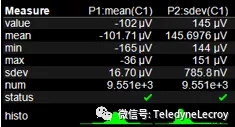 Measure P1:mean(C1) P2:sdev(C1)
value -102 µV 145 µV
mean -101.71 µV 145.6976 µV
min -165 µV 144 µV
max -36 µV 151 µV
sdev 16.70 µV 785.8 nV
num 9.551e+3 9.551e+3
status ✓ ✓
histo
微信号: TeledyneLecroy